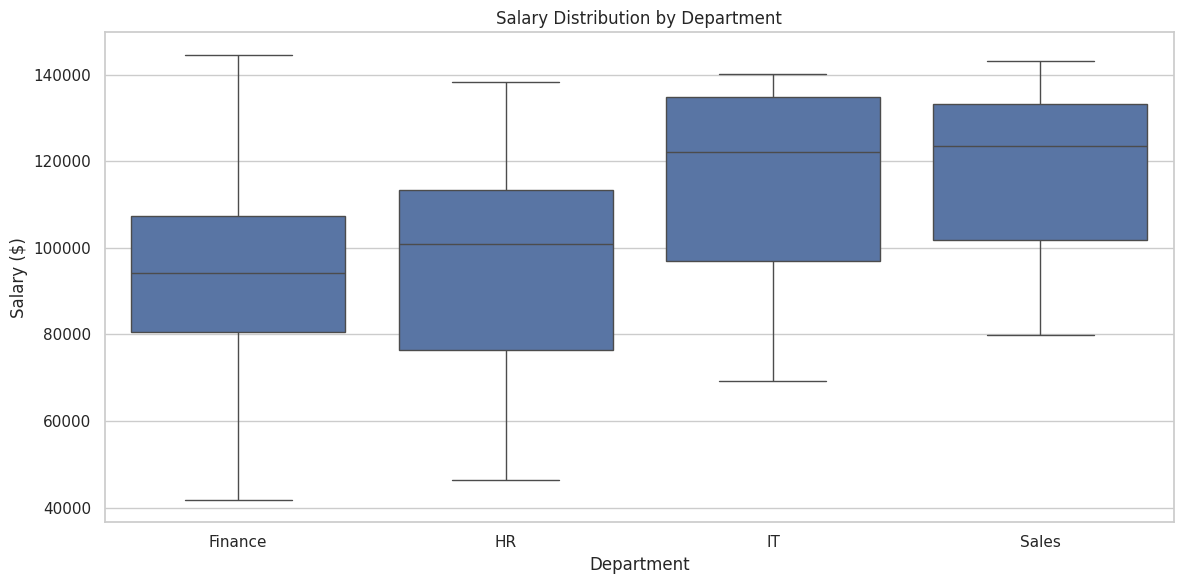 Salary Distribution by Department
Salary ($)
140000
120000
100000
80000
60000
40000
Finance HR IT Sales
Department